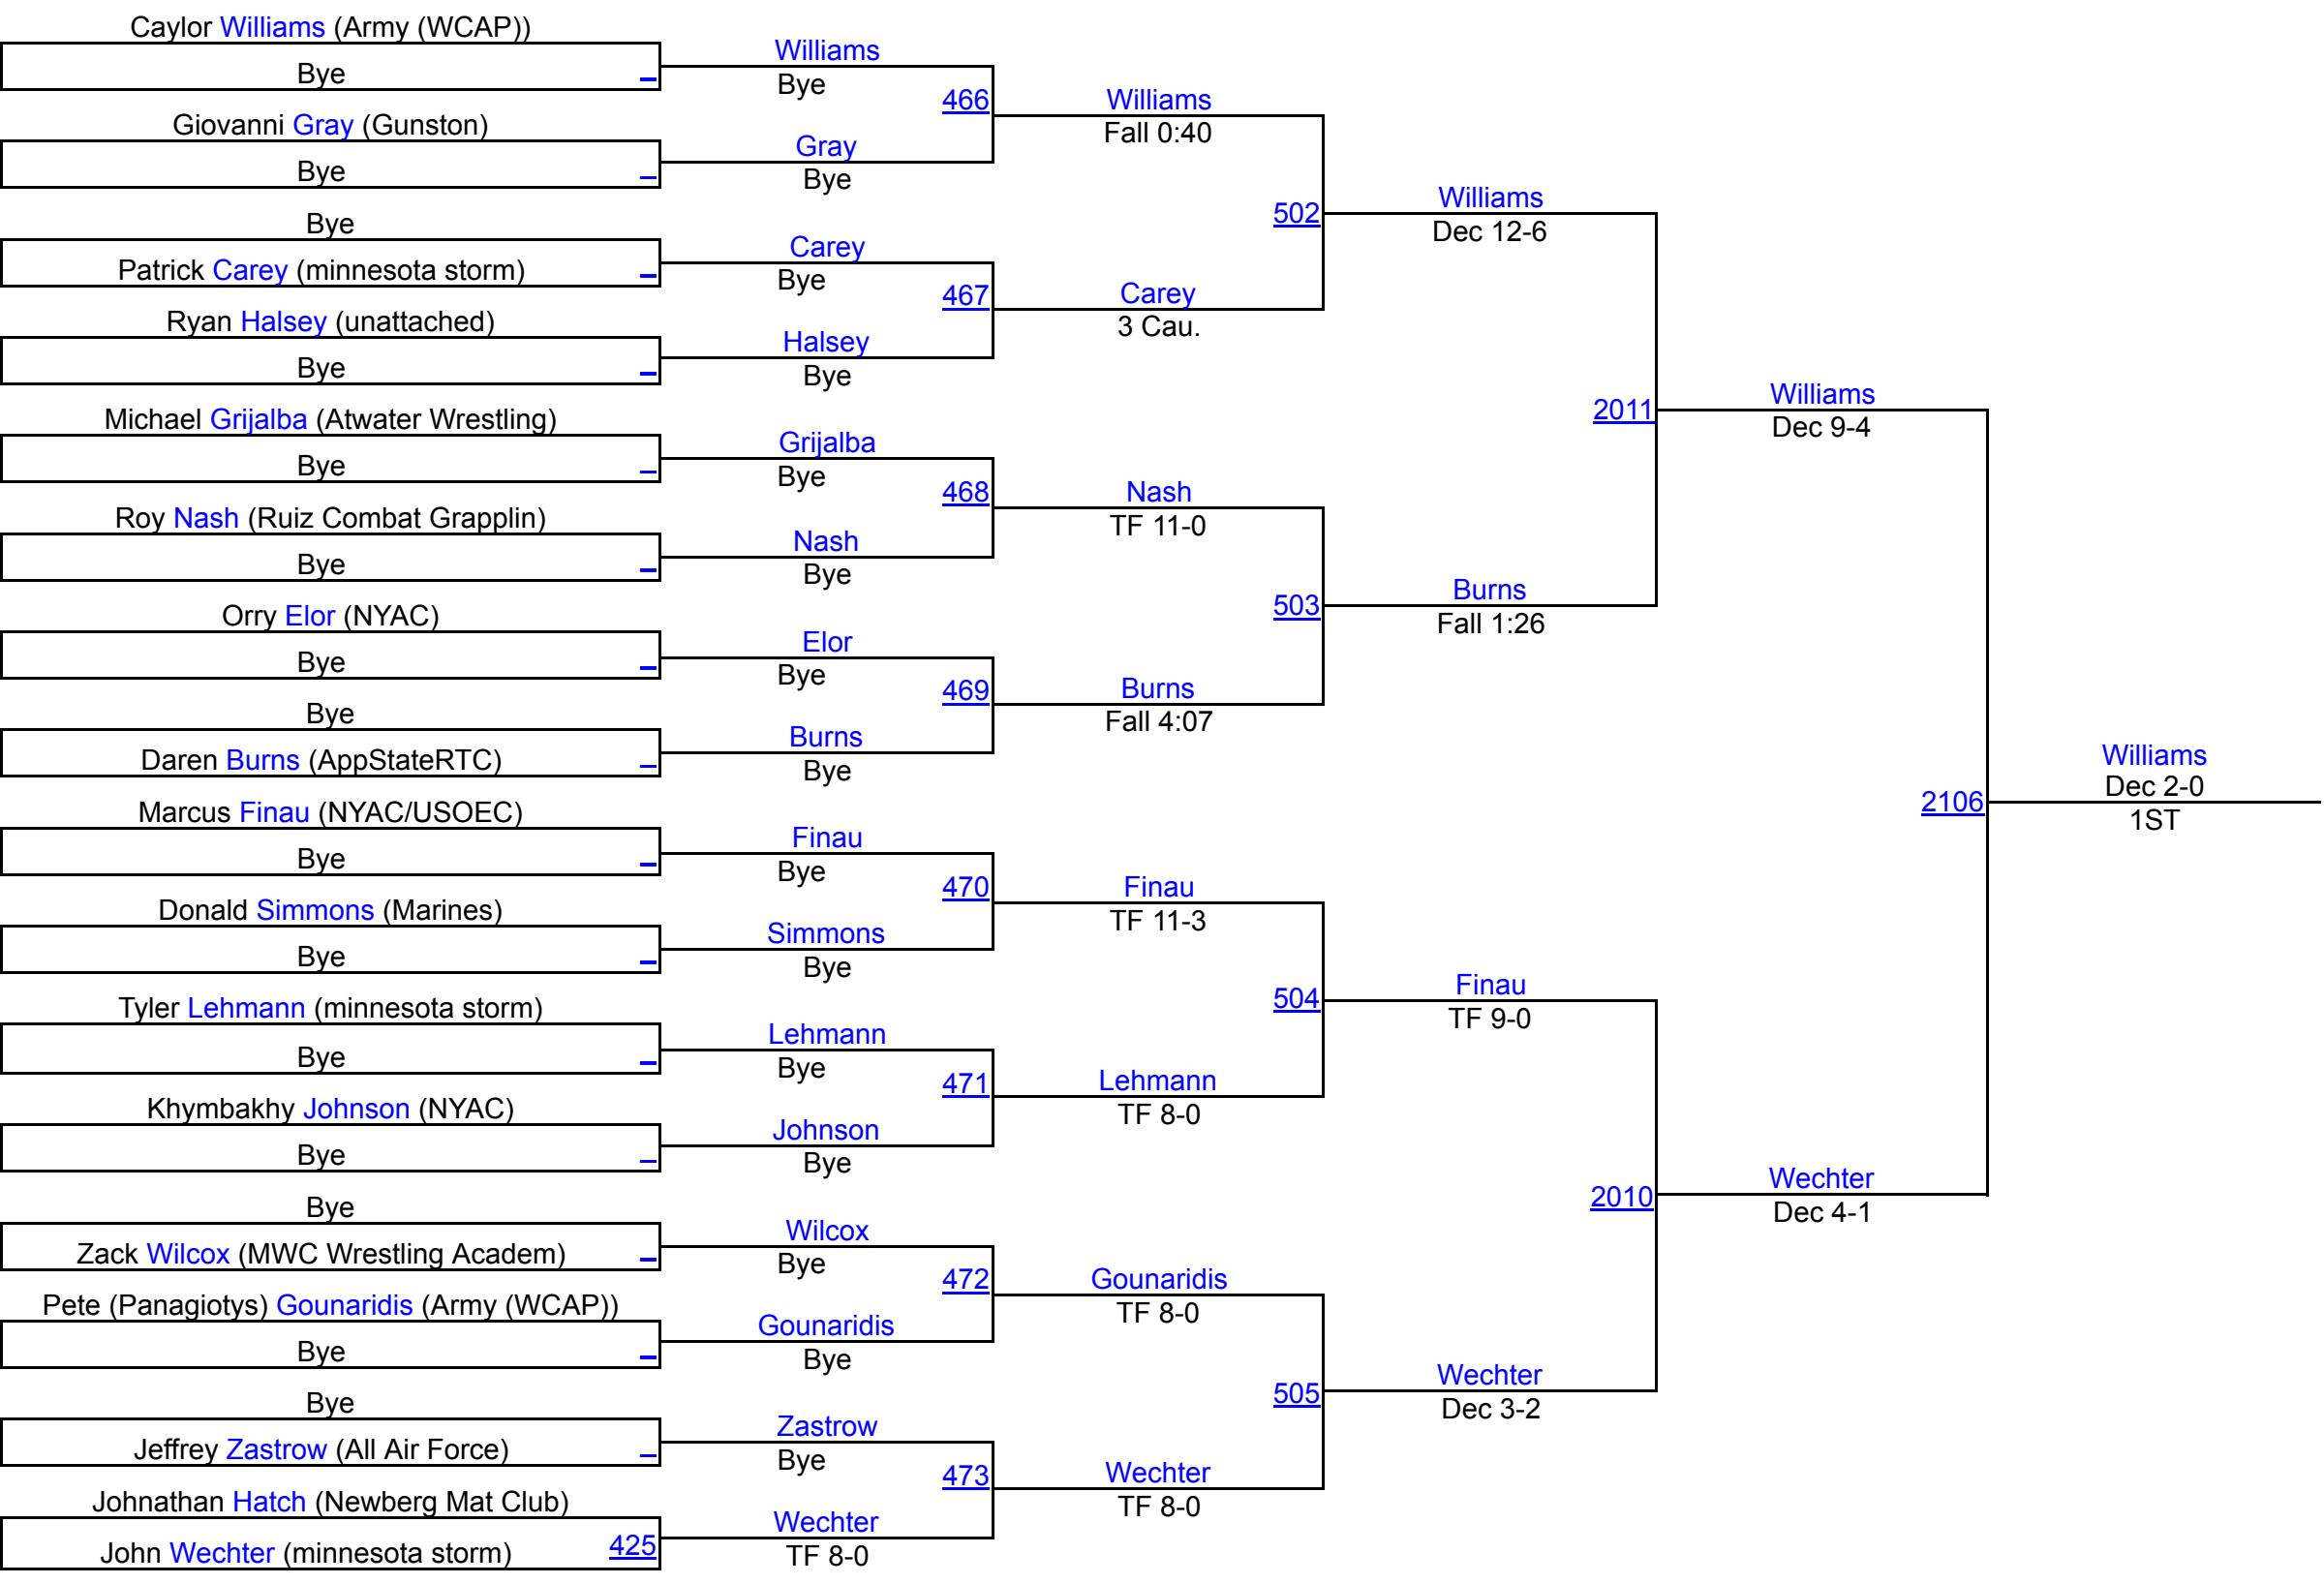 Caylor Williams (Army (WCAP))
Bye
Giovanni Gray (Gunston)
Bye
Bye
Patrick Carey (minnesota storm)
Ryan Halsey (unattached)
Bye
Michael Grijalba (Atwater Wrestling)
Bye
Roy Nash (Ruiz Combat Grapplin)
Bye
Orry Elor (NYAC)
Bye
Bye
Daren Burns (AppStateRTC)
Marcus Finau (NYAC/USOEC)
Bye
Donald Simmons (Marines)
Bye
Tyler Lehmann (minnesota storm)
Bye
Khymbakhy Johnson (NYAC)
Bye
Bye
Zack Wilcox (MWC Wrestling Academ)
Pete (Panagiotys) Gounaridis (Army (WCAP))
Bye
Bye
Jeffrey Zastrow (All Air Force)
Johnathan Hatch (Newberg Mat Club)
John Wechter (minnesota storm)
425
Williams
Bye
466
Gray
Bye
Carey
Bye
467
Halsey
Bye
Grijalba
Bye
468
Nash
Bye
Elor
Bye
469
Burns
Bye
Finau
Bye
470
Simmons
Bye
Lehmann
Bye
471
Johnson
Bye
Wilcox
Bye
472
Gounaridis
Bye
Zastrow
Bye
473
Wechter
TF 8-0
Williams
Fall 0:40
502
Carey
3 Cau.
Nash
TF 11-0
503
Burns
Fall 4:07
Finau
TF 11-3
504
Lehmann
TF 8-0
Gounaridis
TF 8-0
505
Wechter
TF 8-0
Williams
Dec 12-6
2011
Burns
Fall 1:26
Finau
TF 9-0
2010
Wechter
Dec 3-2
Williams
Dec 9-4
2106
Wechter
Dec 4-1
Williams
Dec 2-0
1ST